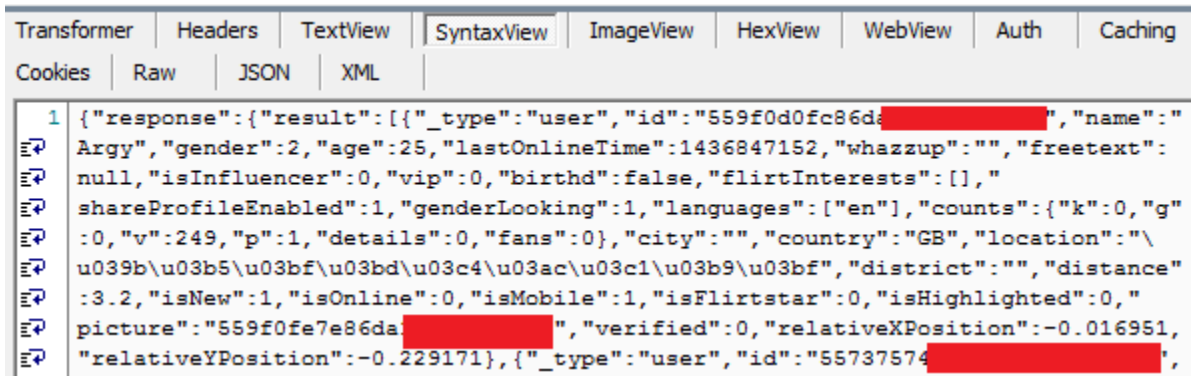 Transformer Headers TextView SyntaxView ImageView HexView WebView Auth Caching
Cookies Raw JSON XML
1 {"response":{"result":[{"_type":"user","id":"559f0d0fc86da","name":"
Argy","gender":2,"age":25,"lastOnlineTime":1436847152,"whazzup":"","freetext":
null,"isInfluencer":0,"vip":0,"birthd":false,"flirtInterests":[],"
shareProfileEnabled":1,"genderLooking":1,"languages":["en"],"counts":{"k":0,"g"
:0,"v":249,"p":1,"details":0,"fans":0},"city":"","country":"GB","location":"\
u039b\u03b5\u03bf\u03bd\u03c4\u03ac\u03c1\u03b9\u03bf","district":"","distance"
:3.2,"isNew":1,"isOnline":0,"isMobile":1,"isFlirtstar":0,"isHighlighted":0,"
picture":"559f0fe7e86da","verified":0,"relativeXPosition":-0.016951,
"relativeYPosition":-0.229171},{"_type":"user","id":"55737574",